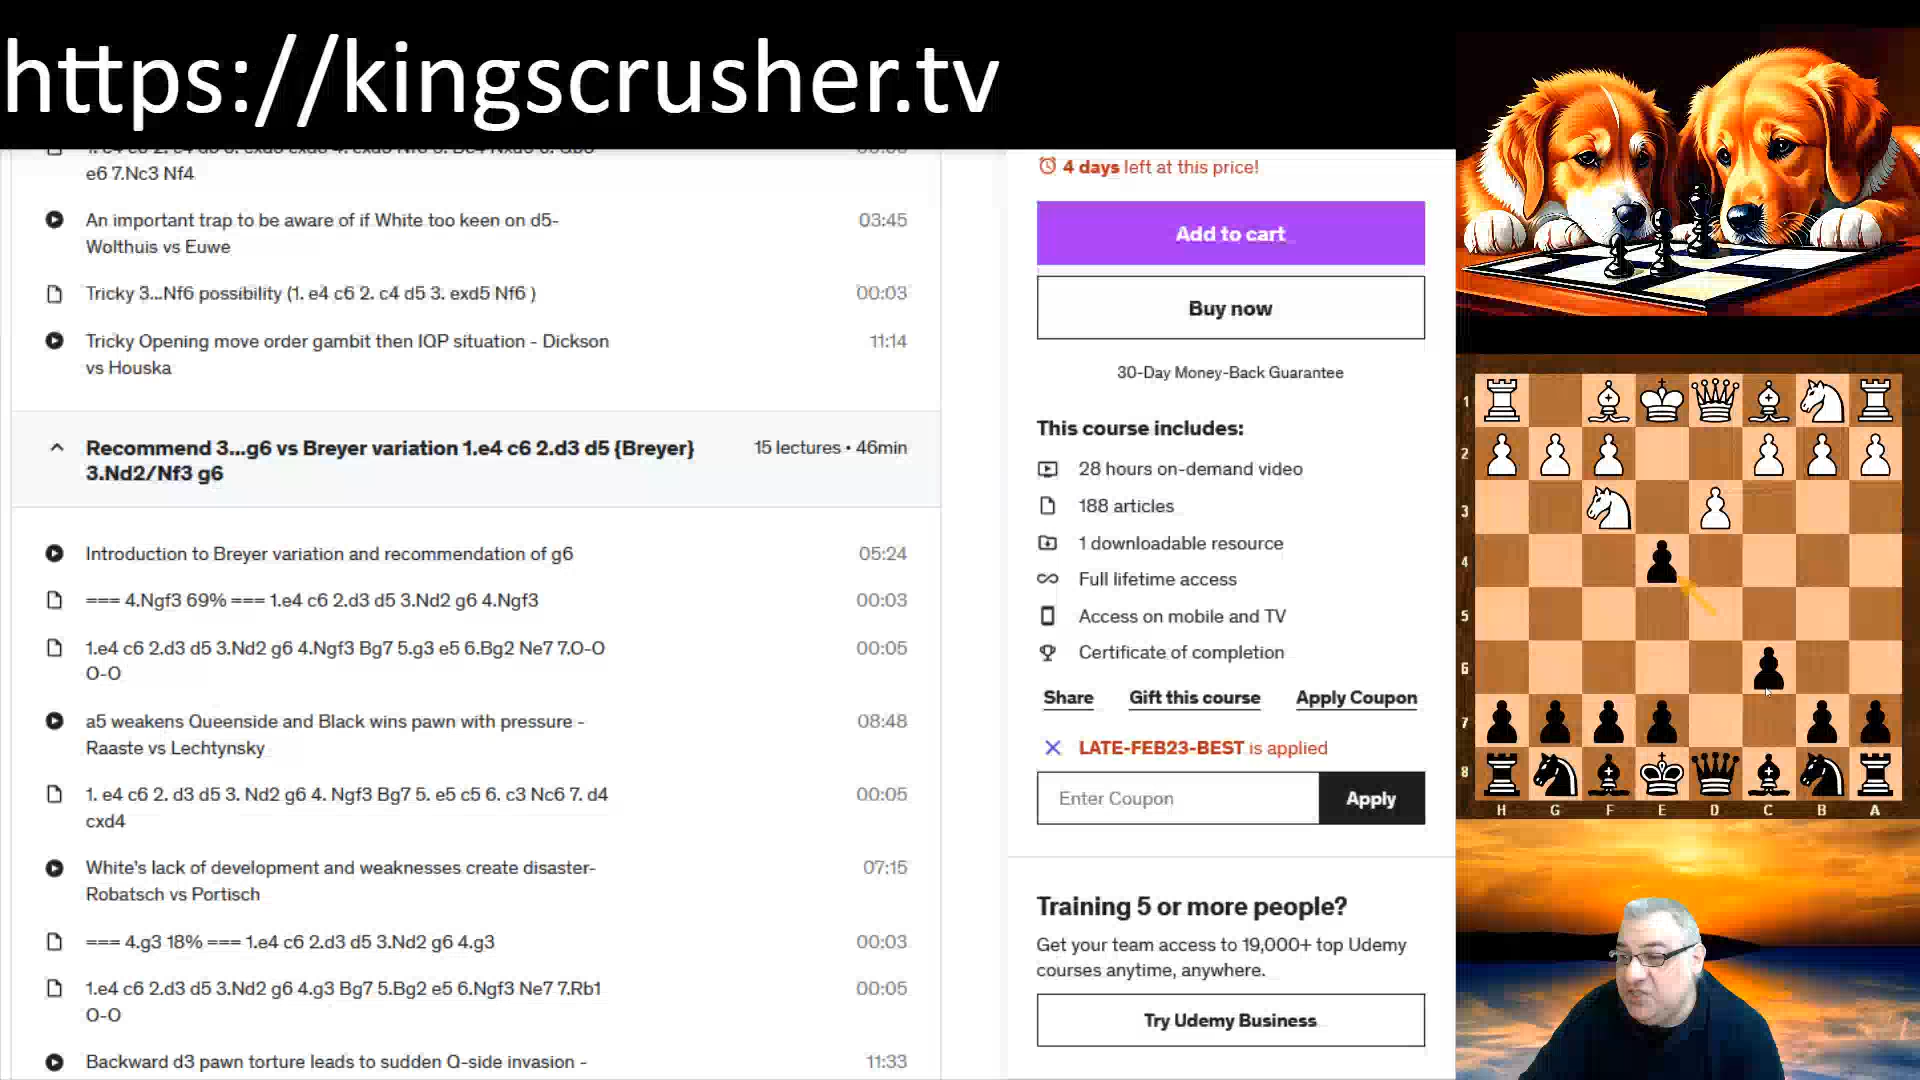 https://kingscrusher.tv
e6 7.Nc3 Nf4
An important trap to be aware of if White too keen on d5-
Wolthuis vs Euwe
03:45
Tricky 3...Nf6 possibility (1. e4 c6 2. c4 d5 3. exd5 Nf6 )
00:03
Tricky Opening move order gambit then IQP situation - Dickson
vs Houska
11:14
Recommend 3...g6 vs Breyer variation 1.e4 c6 2.d3 d5 {Breyer}
3.Nd2/Nf3 g6
15 lectures • 46min
Introduction to Breyer variation and recommendation of g6
05:24
=== 4.Ngf3 69% === 1.e4 c6 2.d3 d5 3.Nd2 g6 4.Ngf3
00:03
1.e4 c6 2.d3 d5 3.Nd2 g6 4.Ngf3 Bg7 5.g3 e5 6.Bg2 Ne7 7.O-O
O-O
00:05
a5 weakens Queenside and Black wins pawn with pressure -
Raaste vs Lechtynsky
08:48
1. e4 c6 2. d3 d5 3. Nd2 g6 4. Ngf3 Bg7 5. e5 c5 6. c3 Nc6 7. d4
cxd4
00:05
White's lack of development and weaknesses create disaster-
Robatsch vs Portisch
07:15
=== 4.g3 18% === 1.e4 c6 2.d3 d5 3.Nd2 g6 4.g3
00:03
1.e4 c6 2.d3 d5 3.Nd2 g6 4.g3 Bg7 5.Bg2 e5 6.Ngf3 Ne7 7.Rb1
O-O
00:05
Backward d3 pawn torture leads to sudden Q-side invasion -
11:33
4 days left at this price!
Add to cart
Buy now
30-Day Money-Back Guarantee
This course includes:
28 hours on-demand video
188 articles
1 downloadable resource
Full lifetime access
Access on mobile and TV
Certificate of completion
Share
Gift this course
Apply Coupon
LATE-FEB23-BEST is applied
Enter Coupon
Apply
Training 5 or more people?
Get your team access to 19,000+ top Udemy
courses anytime, anywhere.
Try Udemy Business
1
2
3
4
5
6
7
8
H G F E D C B A